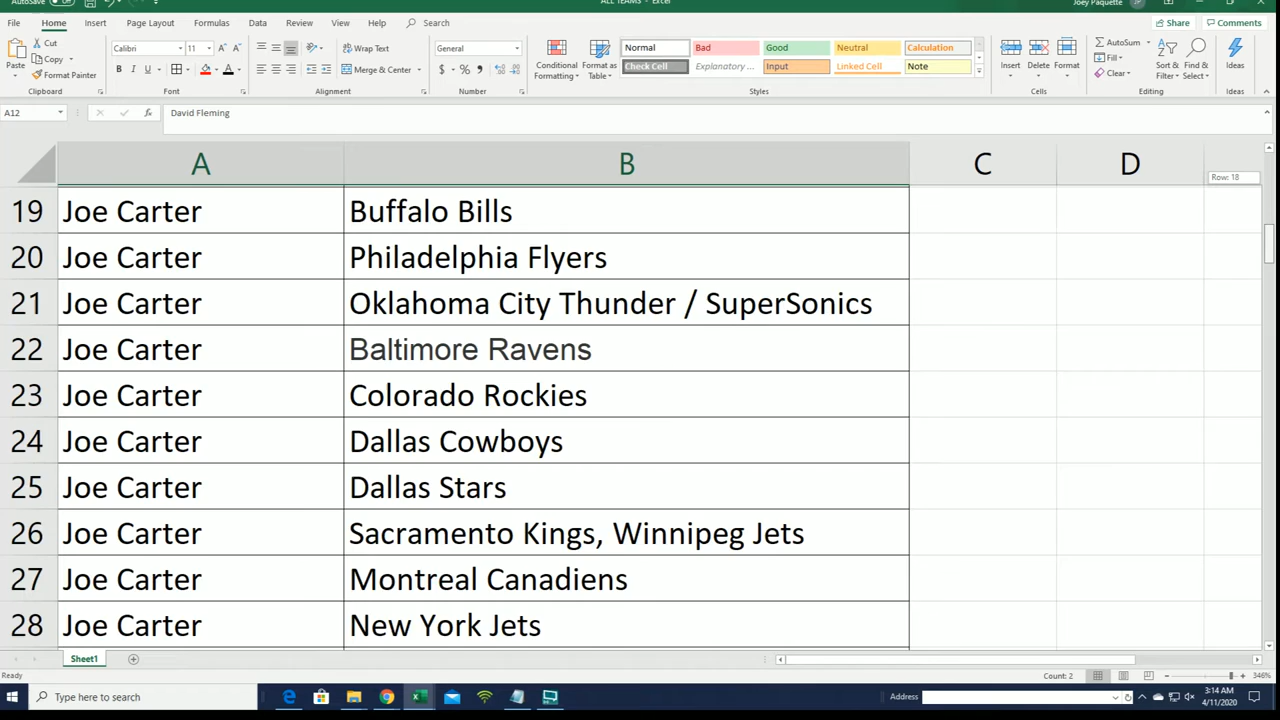 AutoSave
ALL TEAMS - Excel
Joey Paquette JP
File Home Insert Page Layout Formulas Data Review View Help Search Share Comments
Paste Cut Copy Format Painter Clipboard
Calibri 11 A A B I U A Font
Wrap Text Merge & Center Alignment
General $ % , Number
Conditional Formatting Format as Table
Normal Bad Good Neutral Calculation
Check Cell Explanatory ... Input Linked Cell Note
Styles
Insert Delete Format Cells
AutoSum Fill Clear Sort & Filter Find & Select Editing
Ideas Ideas
A12 fx David Fleming
A B C D
Row: 18
19 Joe Carter Buffalo Bills
20 Joe Carter Philadelphia Flyers
21 Joe Carter Oklahoma City Thunder / SuperSonics
22 Joe Carter Baltimore Ravens
23 Joe Carter Colorado Rockies
24 Joe Carter Dallas Cowboys
25 Joe Carter Dallas Stars
26 Joe Carter Sacramento Kings, Winnipeg Jets
27 Joe Carter Montreal Canadiens
28 Joe Carter New York Jets
Sheet1
Ready Count: 2 346%
Type here to search Address 3:14 AM
4/11/2020